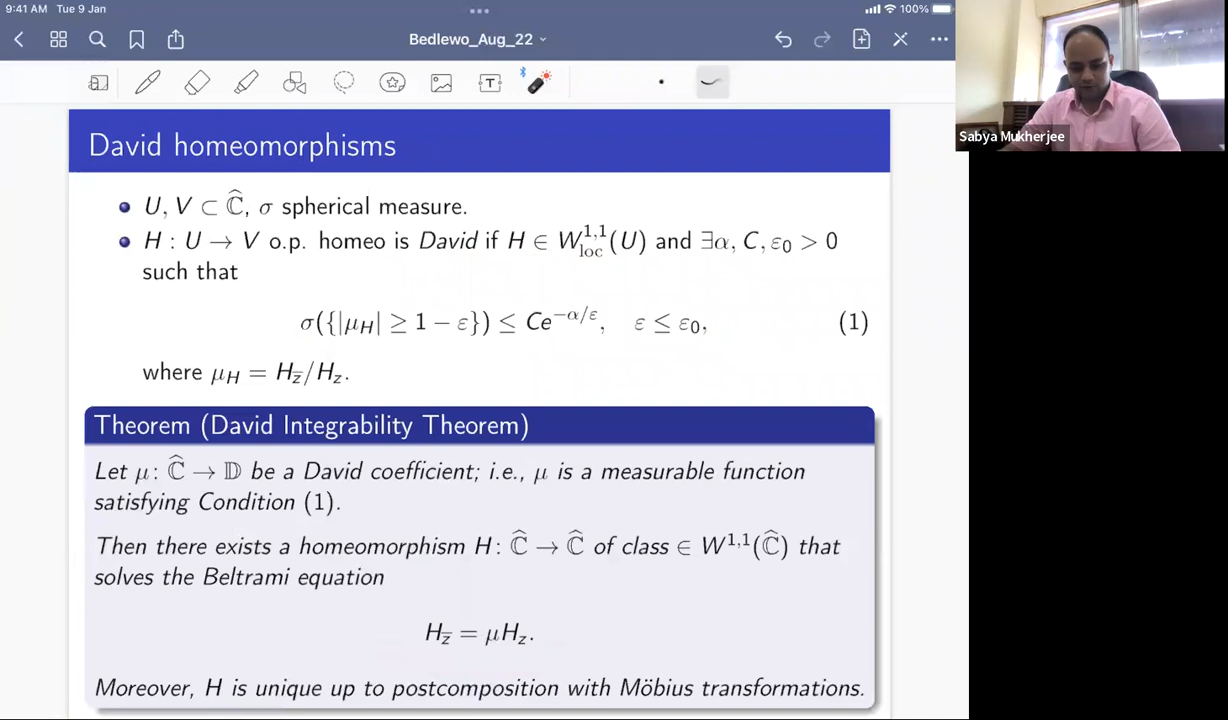 9:41 AM Tue 9 Jan
100%
Bedlewo_Aug_22
T
Sabya Mukherjee
David homeomorphisms
U, V ⊂ Ĉ, σ spherical measure.
H : U → V o.p. homeo is David if H ∈ W^{1,1}_{loc}(U) and ∃α, C, ε₀ > 0
such that
σ({|μ_H| ≥ 1 − ε}) ≤ Ce^{−α/ε}, ε ≤ ε₀, (1)
where μ_H = H_{z̄}/H_z.
Theorem (David Integrability Theorem)
Let μ: Ĉ → 𝔻 be a David coefficient; i.e., μ is a measurable function
satisfying Condition (1).
Then there exists a homeomorphism H: Ĉ → Ĉ of class ∈ W^{1,1}(Ĉ) that
solves the Beltrami equation
H_{z̄} = μH_z.
Moreover, H is unique up to postcomposition with Möbius transformations.